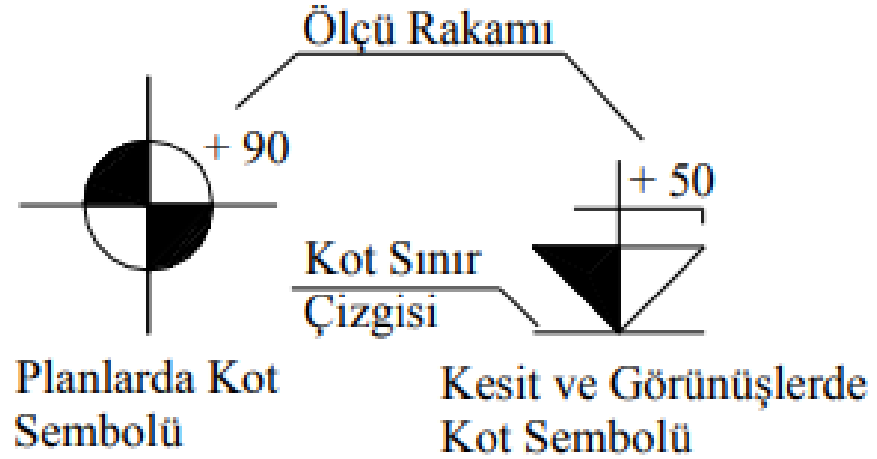 Ölçü Rakamı
+ 90
+ 50
Kot Sınır
Çizgisi
Planlarda Kot
Sembolü
Kesit ve Görünüşlerde
Kot Sembolü